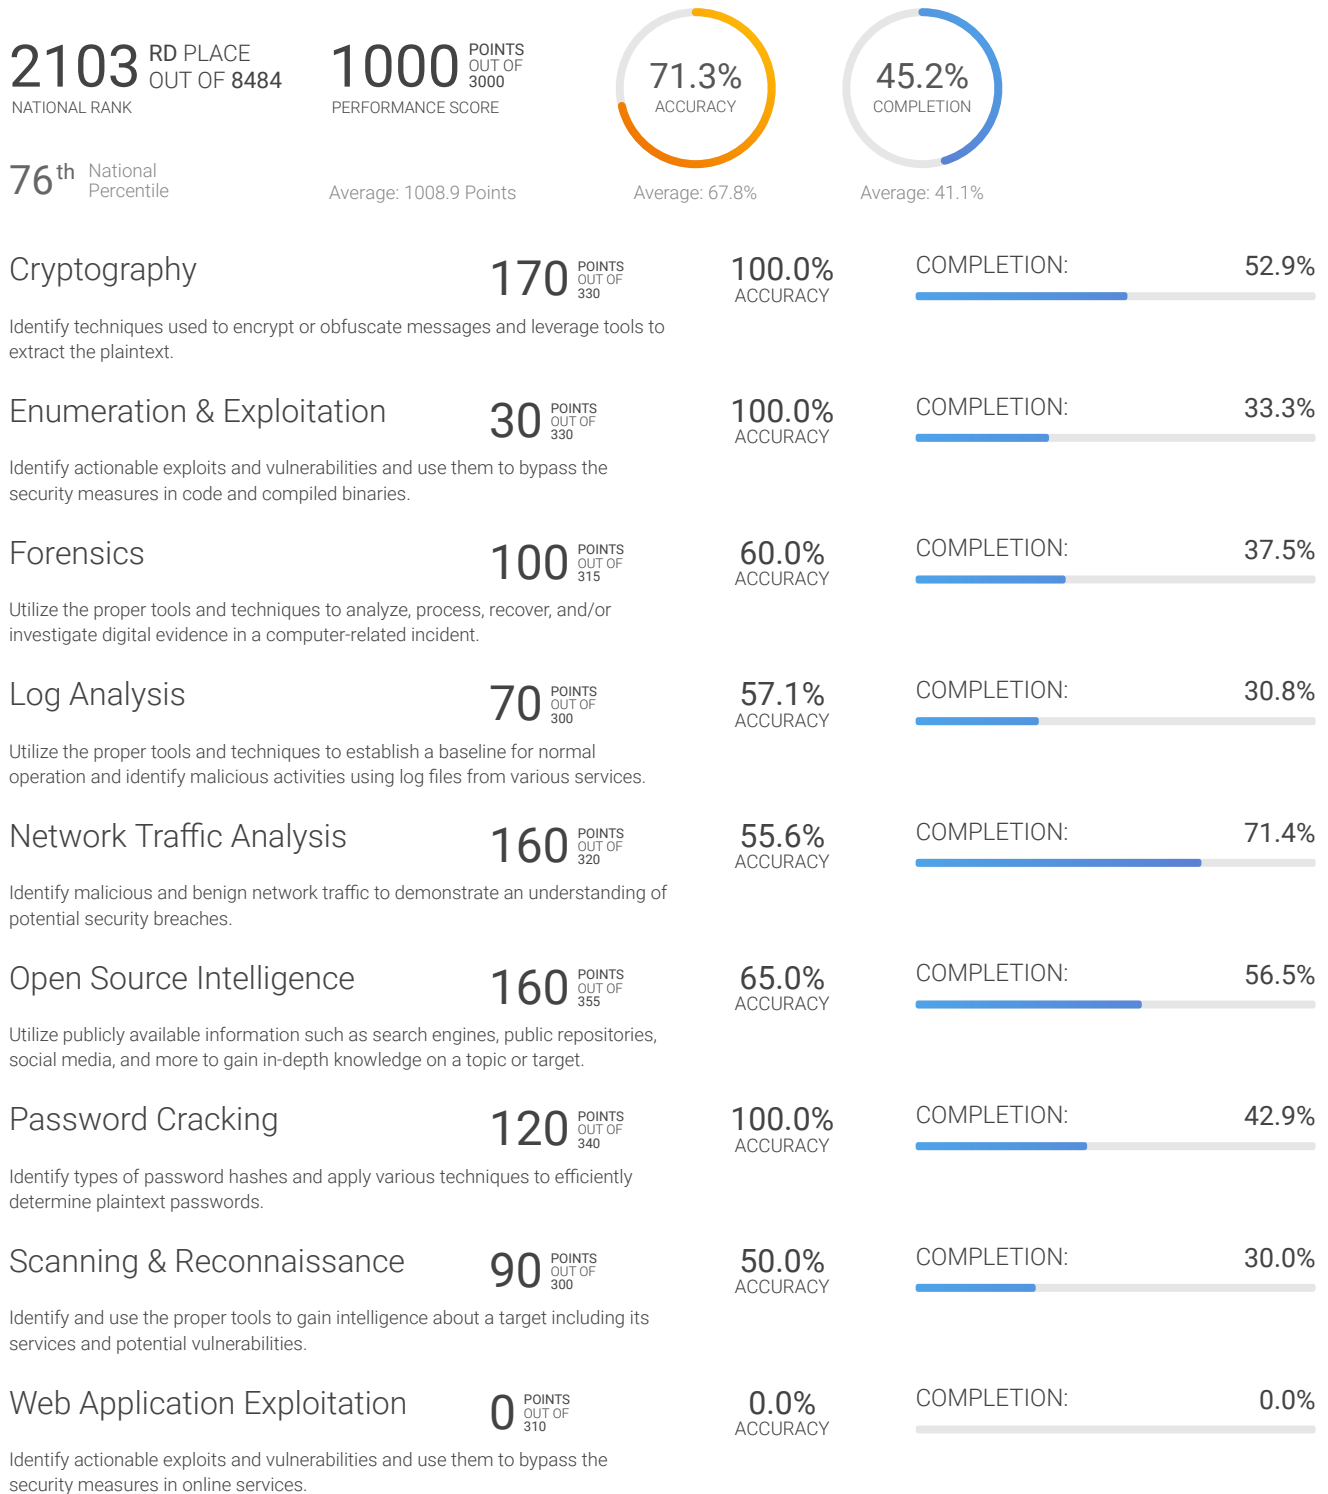 2103 RD PLACE
OUT OF 8484
NATIONAL RANK
1000 POINTS
OUT OF
3000
PERFORMANCE SCORE
71.3%
ACCURACY
45.2%
COMPLETION
76th National
Percentile
Average: 1008.9 Points
Average: 67.8%
Average: 41.1%
Cryptography
170 POINTS
OUT OF
330
100.0%
ACCURACY
COMPLETION: 52.9%
Identify techniques used to encrypt or obfuscate messages and leverage tools to
extract the plaintext.
Enumeration & Exploitation
30 POINTS
OUT OF
330
100.0%
ACCURACY
COMPLETION: 33.3%
Identify actionable exploits and vulnerabilities and use them to bypass the
security measures in code and compiled binaries.
Forensics
100 POINTS
OUT OF
315
60.0%
ACCURACY
COMPLETION: 37.5%
Utilize the proper tools and techniques to analyze, process, recover, and/or
investigate digital evidence in a computer-related incident.
Log Analysis
70 POINTS
OUT OF
300
57.1%
ACCURACY
COMPLETION: 30.8%
Utilize the proper tools and techniques to establish a baseline for normal
operation and identify malicious activities using log files from various services.
Network Traffic Analysis
160 POINTS
OUT OF
320
55.6%
ACCURACY
COMPLETION: 71.4%
Identify malicious and benign network traffic to demonstrate an understanding of
potential security breaches.
Open Source Intelligence
160 POINTS
OUT OF
355
65.0%
ACCURACY
COMPLETION: 56.5%
Utilize publicly available information such as search engines, public repositories,
social media, and more to gain in-depth knowledge on a topic or target.
Password Cracking
120 POINTS
OUT OF
340
100.0%
ACCURACY
COMPLETION: 42.9%
Identify types of password hashes and apply various techniques to efficiently
determine plaintext passwords.
Scanning & Reconnaissance
90 POINTS
OUT OF
300
50.0%
ACCURACY
COMPLETION: 30.0%
Identify and use the proper tools to gain intelligence about a target including its
services and potential vulnerabilities.
Web Application Exploitation
0 POINTS
OUT OF
310
0.0%
ACCURACY
COMPLETION: 0.0%
Identify actionable exploits and vulnerabilities and use them to bypass the
security measures in online services.